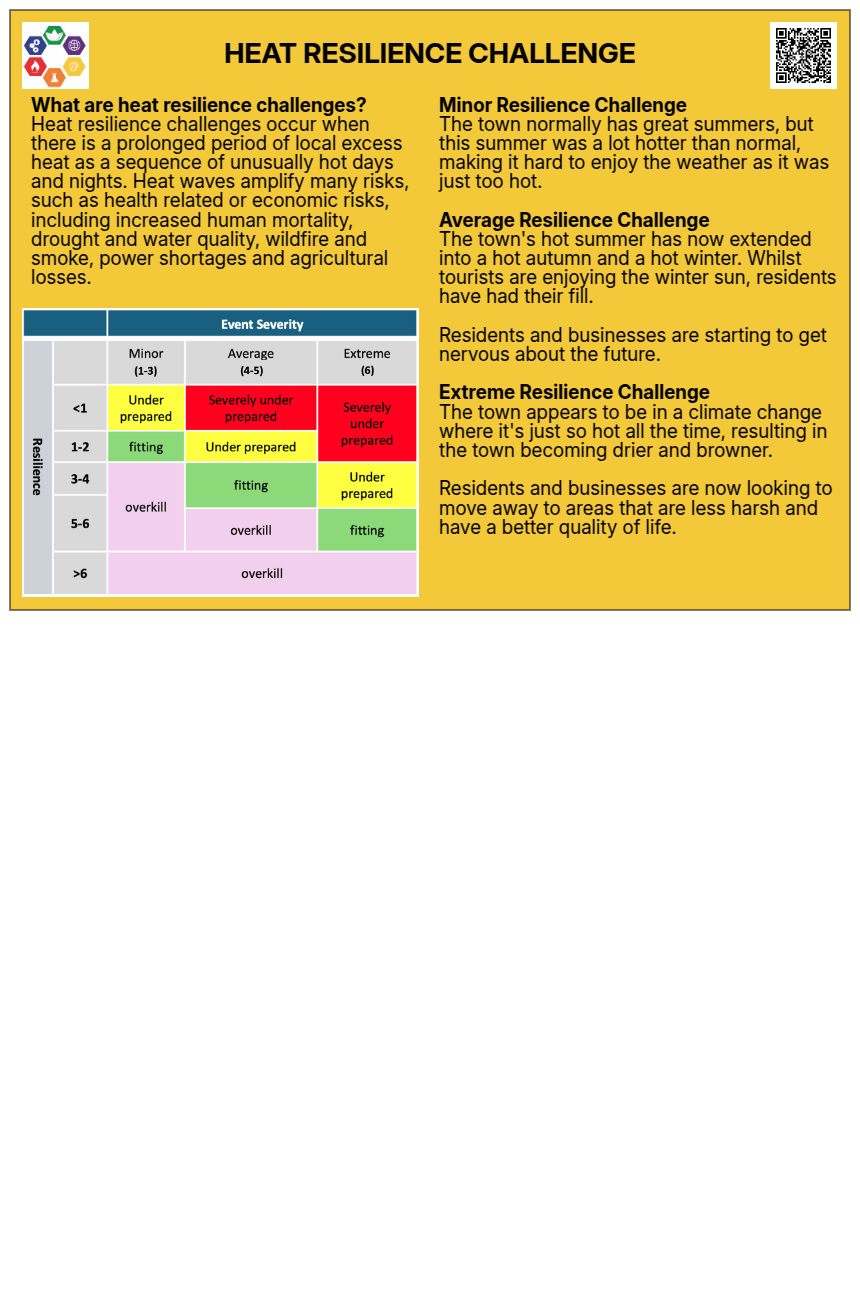 HEAT RESILIENCE CHALLENGE
What are heat resilience challenges?
Heat resilience challenges occur when
there is a prolonged period of local excess
heat as a sequence of unusually hot days
and nights. Heat waves amplify many risks,
such as health related or economic risks,
including increased human mortality,
drought and water quality, wildfire and
smoke, power shortages and agricultural
losses.
Event Severity
Minor
(1-3)
Average
(4-5)
Extreme
(6)
Resilience
<1
Under
prepared
Severely under
prepared
Severely
under
prepared
1-2
fitting
Under prepared
3-4
overkill
fitting
Under
prepared
5-6
overkill
fitting
>6
overkill
Minor Resilience Challenge
The town normally has great summers, but
this summer was a lot hotter than normal,
making it hard to enjoy the weather as it was
just too hot.
Average Resilience Challenge
The town's hot summer has now extended
into a hot autumn and a hot winter. Whilst
tourists are enjoying the winter sun, residents
have had their fill.
Residents and businesses are starting to get
nervous about the future.
Extreme Resilience Challenge
The town appears to be in a climate change
where it's just so hot all the time, resulting in
the town becoming drier and browner.
Residents and businesses are now looking to
move away to areas that are less harsh and
have a better quality of life.